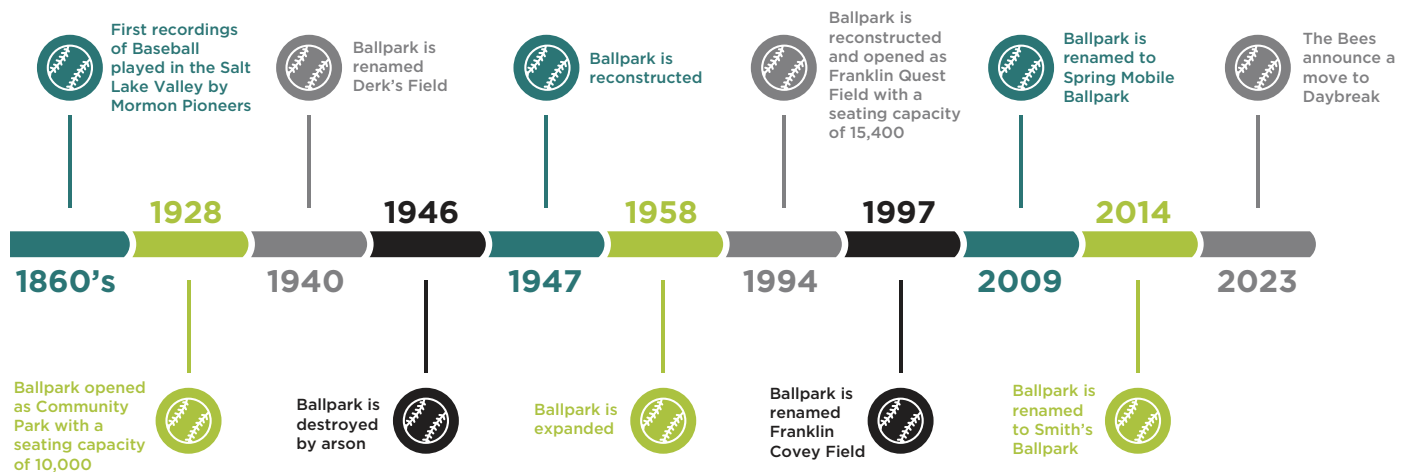 First recordings
of Baseball
played in the Salt
Lake Valley by
Mormon Pioneers
Ballpark is
renamed
Derk's Field
Ballpark is
reconstructed
Ballpark is
reconstructed
and opened as
Franklin Quest
Field with a
seating capacity
of 15,400
Ballpark is
renamed to
Spring Mobile
Ballpark
The Bees
announce a
move to
Daybreak
1928
1946
1958
1997
2014
1860's
1940
1947
1994
2009
2023
Ballpark opened
as Community
Park with a
seating capacity
of 10,000
Ballpark is
destroyed
by arson
Ballpark is
expanded
Ballpark is
renamed
Franklin
Covey Field
Ballpark is
renamed
to Smith's
Ballpark